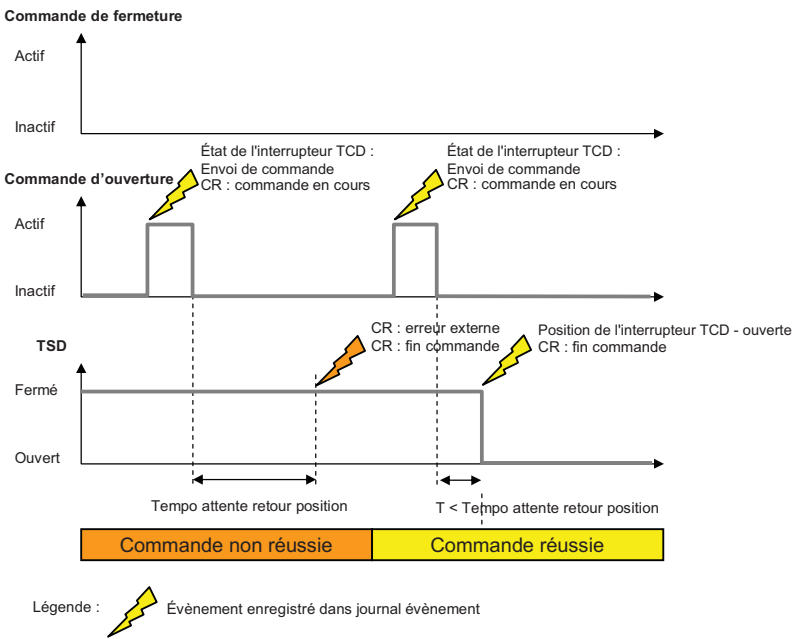 Commande de fermeture
Actif
Inactif
État de l'interrupteur TCD :
Envoi de commande
CR : commande en cours
État de l'interrupteur TCD :
Envoi de commande
CR : commande en cours
Commande d'ouverture
Actif
Inactif
CR : erreur externe
CR : fin commande
Position de l'interrupteur TCD - ouverte
CR : fin commande
TSD
Fermé
Ouvert
Tempo attente retour position
T < Tempo attente retour position
Commande non réussie
Commande réussie
Légende :
Évènement enregistré dans journal évènement